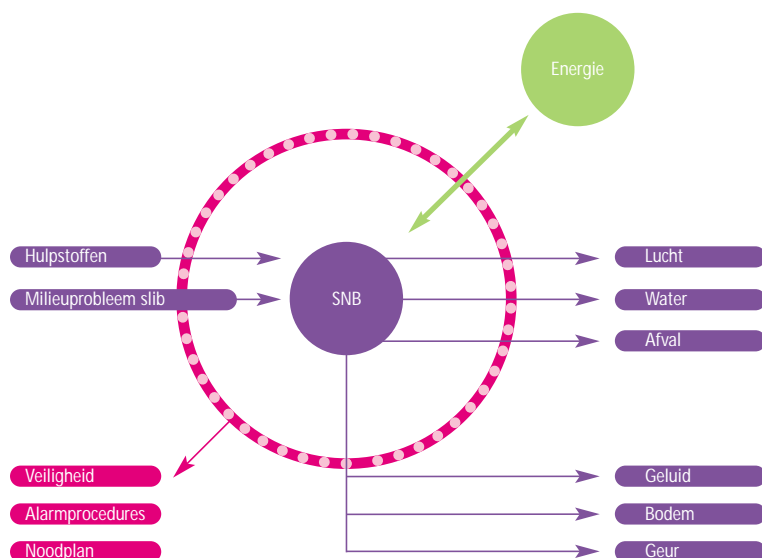 Energie
Hulpstoffen
Lucht
Milieuprobleem slib
SNB
Water
Afval
Veiligheid
Geluid
Alarmprocedures
Bodem
Noodplan
Geur